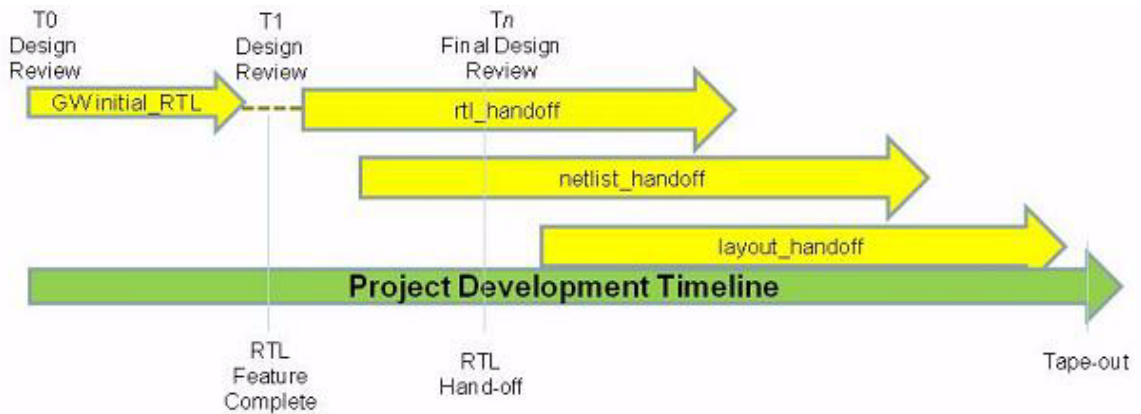 T0
Design
Review
T1
Design
Review
Tn
Final Design
Review
GWinitial_RTL
rtl_handoff
netlist_handoff
layout_handoff
Project Development Timeline
RTL
Feature
Complete
RTL
Hand-off
Tape-out